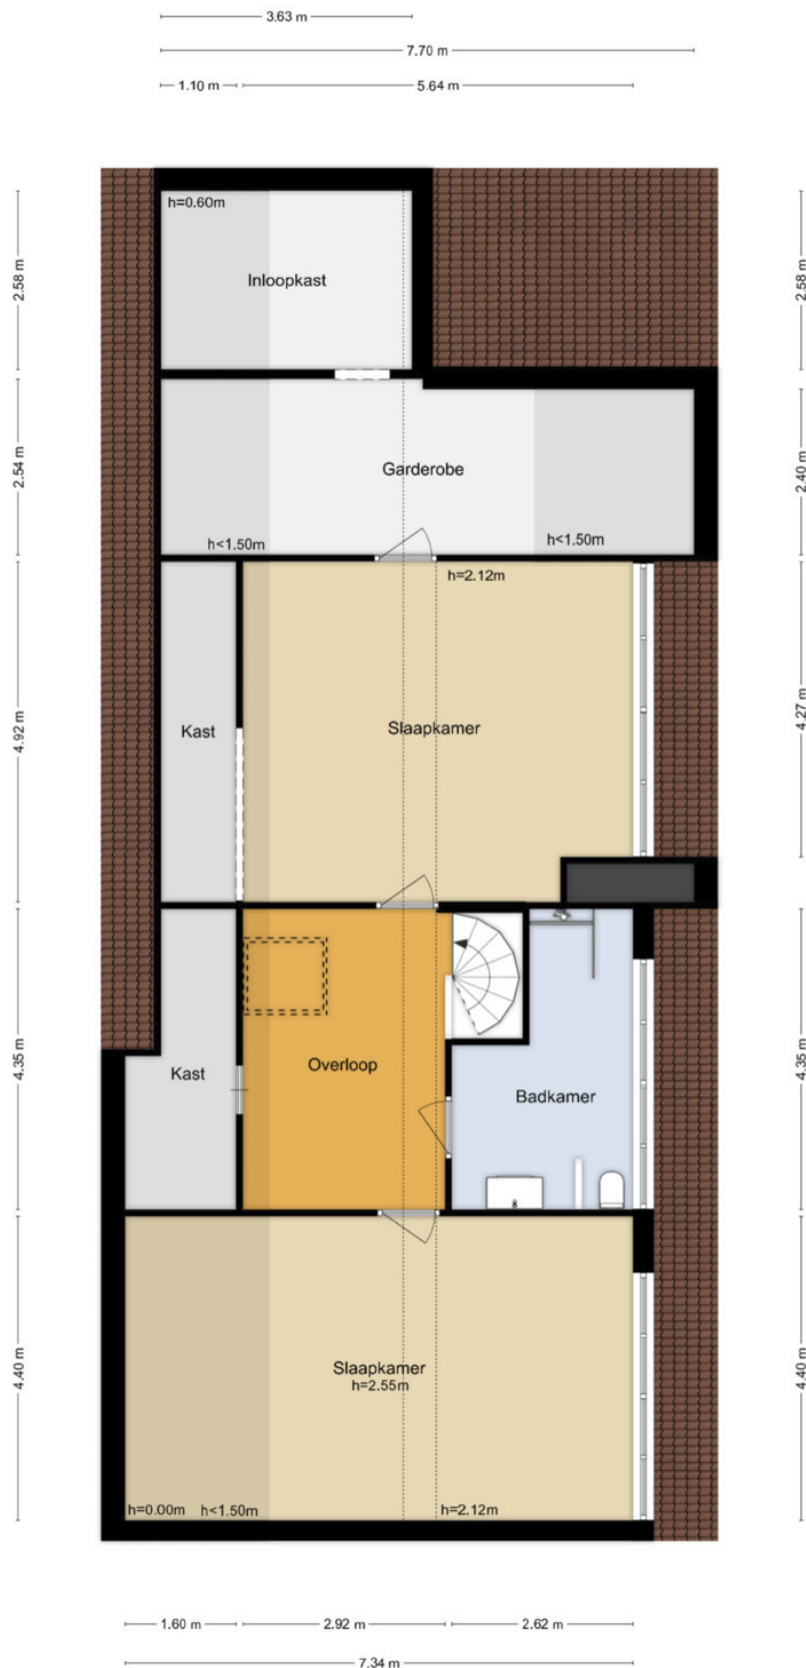 3.63 m
7.70 m
1.10 m
5.64 m
h=0.60m
2.58 m
2.58 m
Inloopkast
2.54 m
Garderobe
2.40 m
h<1.50m
h<1.50m
h=2.12m
4.92 m
Kast
Slaapkamer
4.27 m
4.35 m
Kast
Overloop
Badkamer
4.35 m
4.40 m
Slaapkamer
h=2.55m
4.40 m
h=0.00m
h<1.50m
h=2.12m
1.60 m
2.92 m
2.62 m
7.34 m